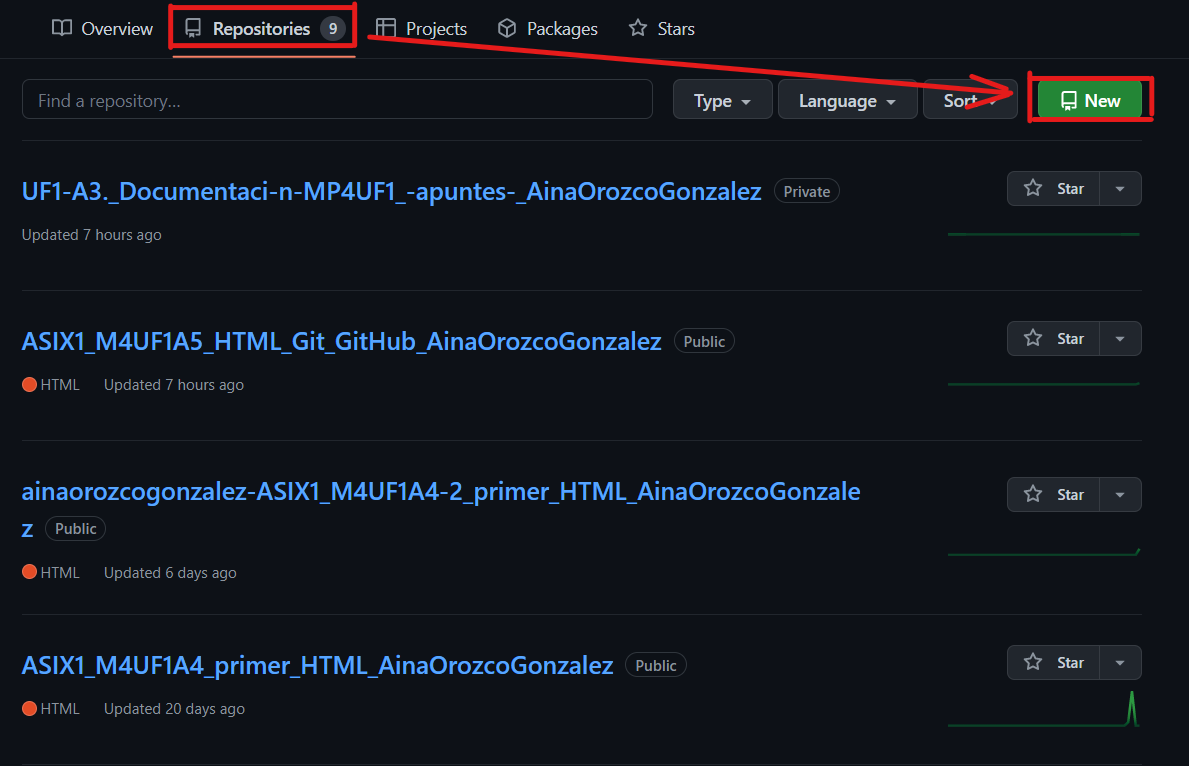 Overview Repositories 9 Projects Packages Stars
Find a repository... Type Language Sort New
UF1-A3._Documentaci-n-MP4UF1_-apuntes-_AinaOrozcoGonzalez Private Star
Updated 7 hours ago
ASIX1_M4UF1A5_HTML_Git_GitHub_AinaOrozcoGonzalez Public Star
HTML Updated 7 hours ago
ainaorozcogonzalez-ASIX1_M4UF1A4-2_primer_HTML_AinaOrozcoGonzale Star
z Public
HTML Updated 6 days ago
ASIX1_M4UF1A4_primer_HTML_AinaOrozcoGonzalez Public Star
HTML Updated 20 days ago